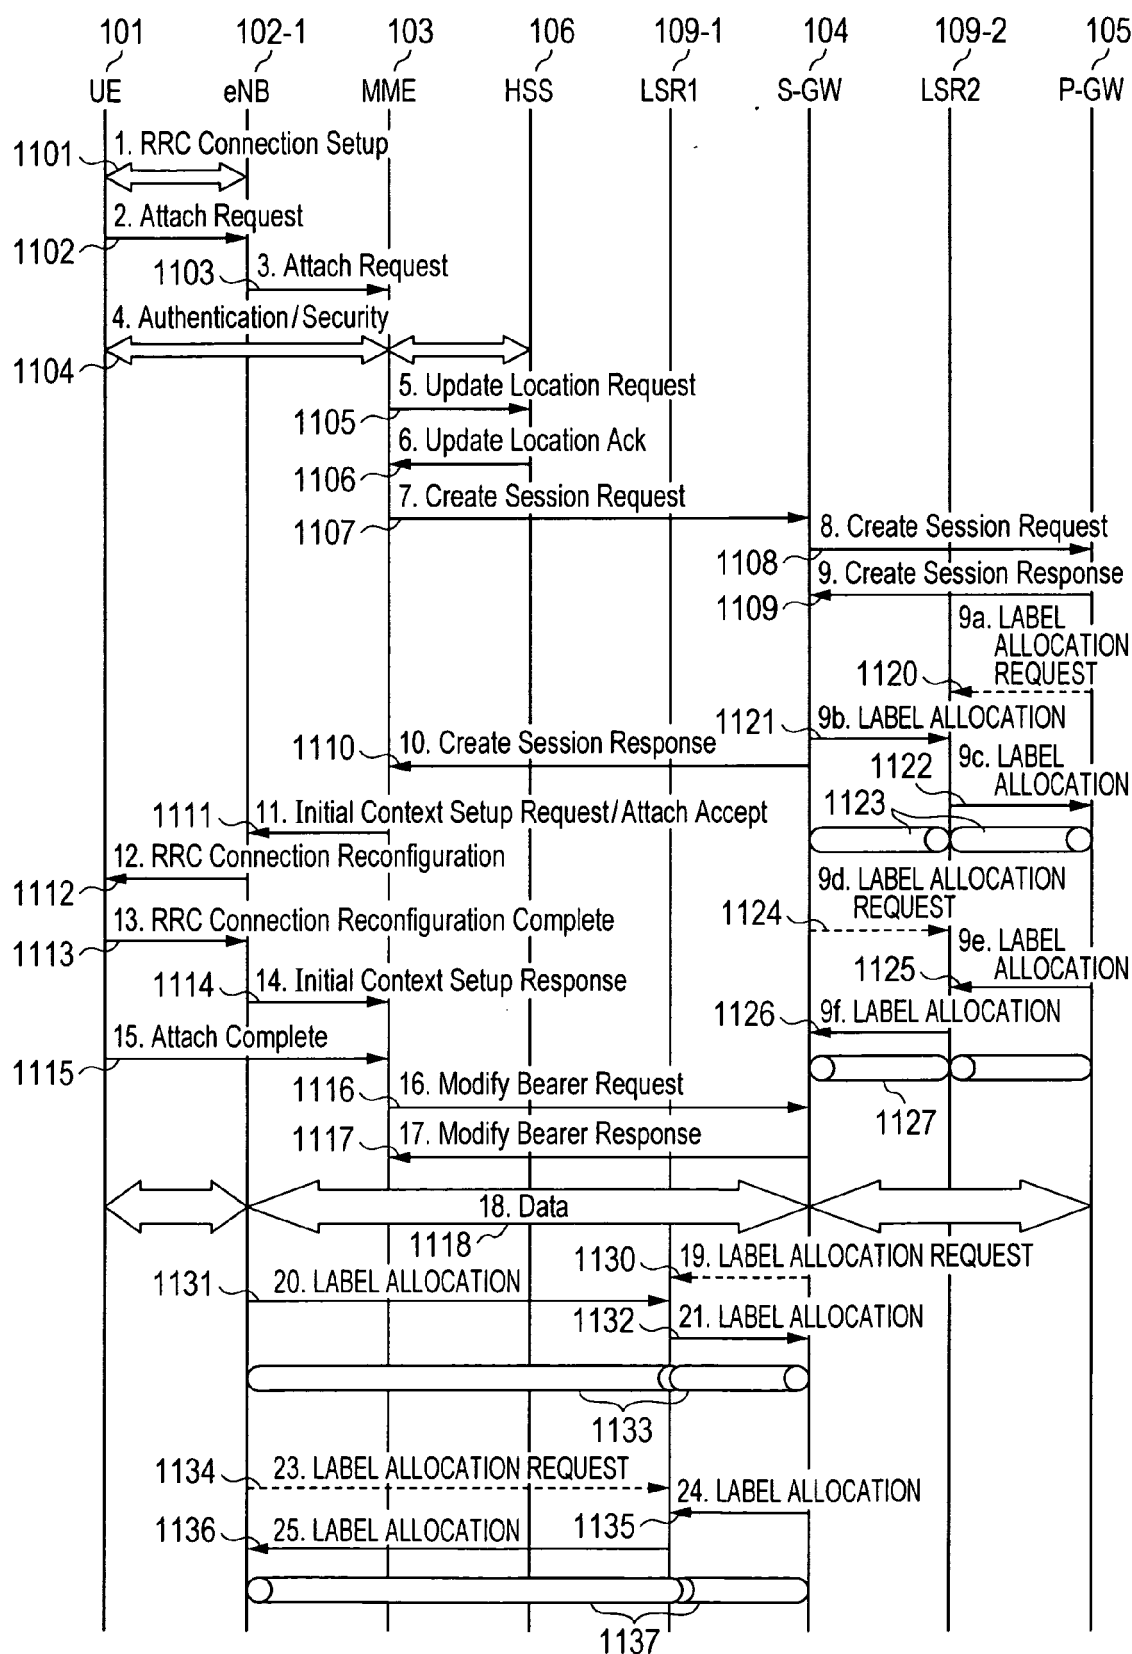 101 102-1 103 106 109-1 104 109-2 105
UE eNB MME HSS LSR1 S-GW LSR2 P-GW
1. RRC Connection Setup
1101
2. Attach Request
1102
3. Attach Request
1103
4. Authentication/Security
1104
5. Update Location Request
1105
6. Update Location Ack
1106
7. Create Session Request
1107
8. Create Session Request
1108
9. Create Session Response
1109
9a. LABEL
ALLOCATION
REQUEST
1120
9b. LABEL ALLOCATION
1121
10. Create Session Response
1110
9c. LABEL
ALLOCATION
1122
1123
11. Initial Context Setup Request/Attach Accept
1111
12. RRC Connection Reconfiguration
1112
9d. LABEL ALLOCATION
REQUEST
1124
13. RRC Connection Reconfiguration Complete
1113
9e. LABEL
ALLOCATION
1125
14. Initial Context Setup Response
1114
9f. LABEL ALLOCATION
1126
15. Attach Complete
1115
1127
16. Modify Bearer Request
1116
17. Modify Bearer Response
1117
18. Data
1118
19. LABEL ALLOCATION REQUEST
1130
20. LABEL ALLOCATION
1131
21. LABEL ALLOCATION
1132
1133
23. LABEL ALLOCATION REQUEST
1134
24. LABEL ALLOCATION
1135
25. LABEL ALLOCATION
1136
1137